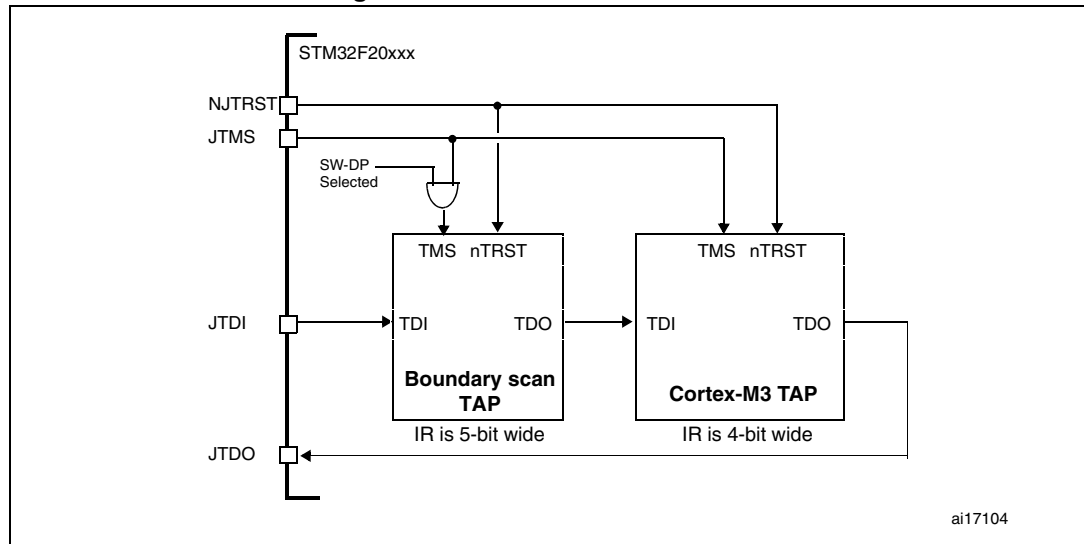 STM32F20xxx
NJTRST
JTMS
SW-DP
Selected
TMS nTRST
TMS nTRST
JTDI
TDI
TDO
TDI
TDO
Boundary scan
TAP
Cortex-M3 TAP
IR is 5-bit wide
IR is 4-bit wide
JTDO
ai17104